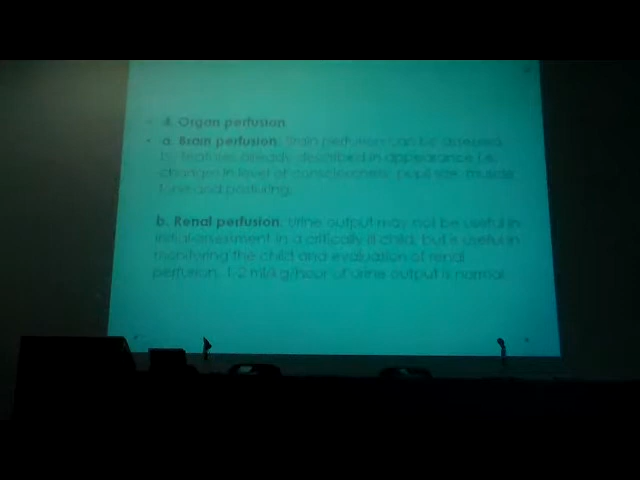 • 4. Organ perfusion
• a. Brain perfusion. Brain perfusion can be assessed
by features already described in appearance i.e.
changes in level of consciousness, pupil size, muscle
tone and posturing.
b. Renal perfusion. Urine output may not be useful in
initial assessment in a critically ill child, but is useful in
monitoring the child and evaluation of renal
perfusion. 1-2 ml/kg/hour of urine output is normal